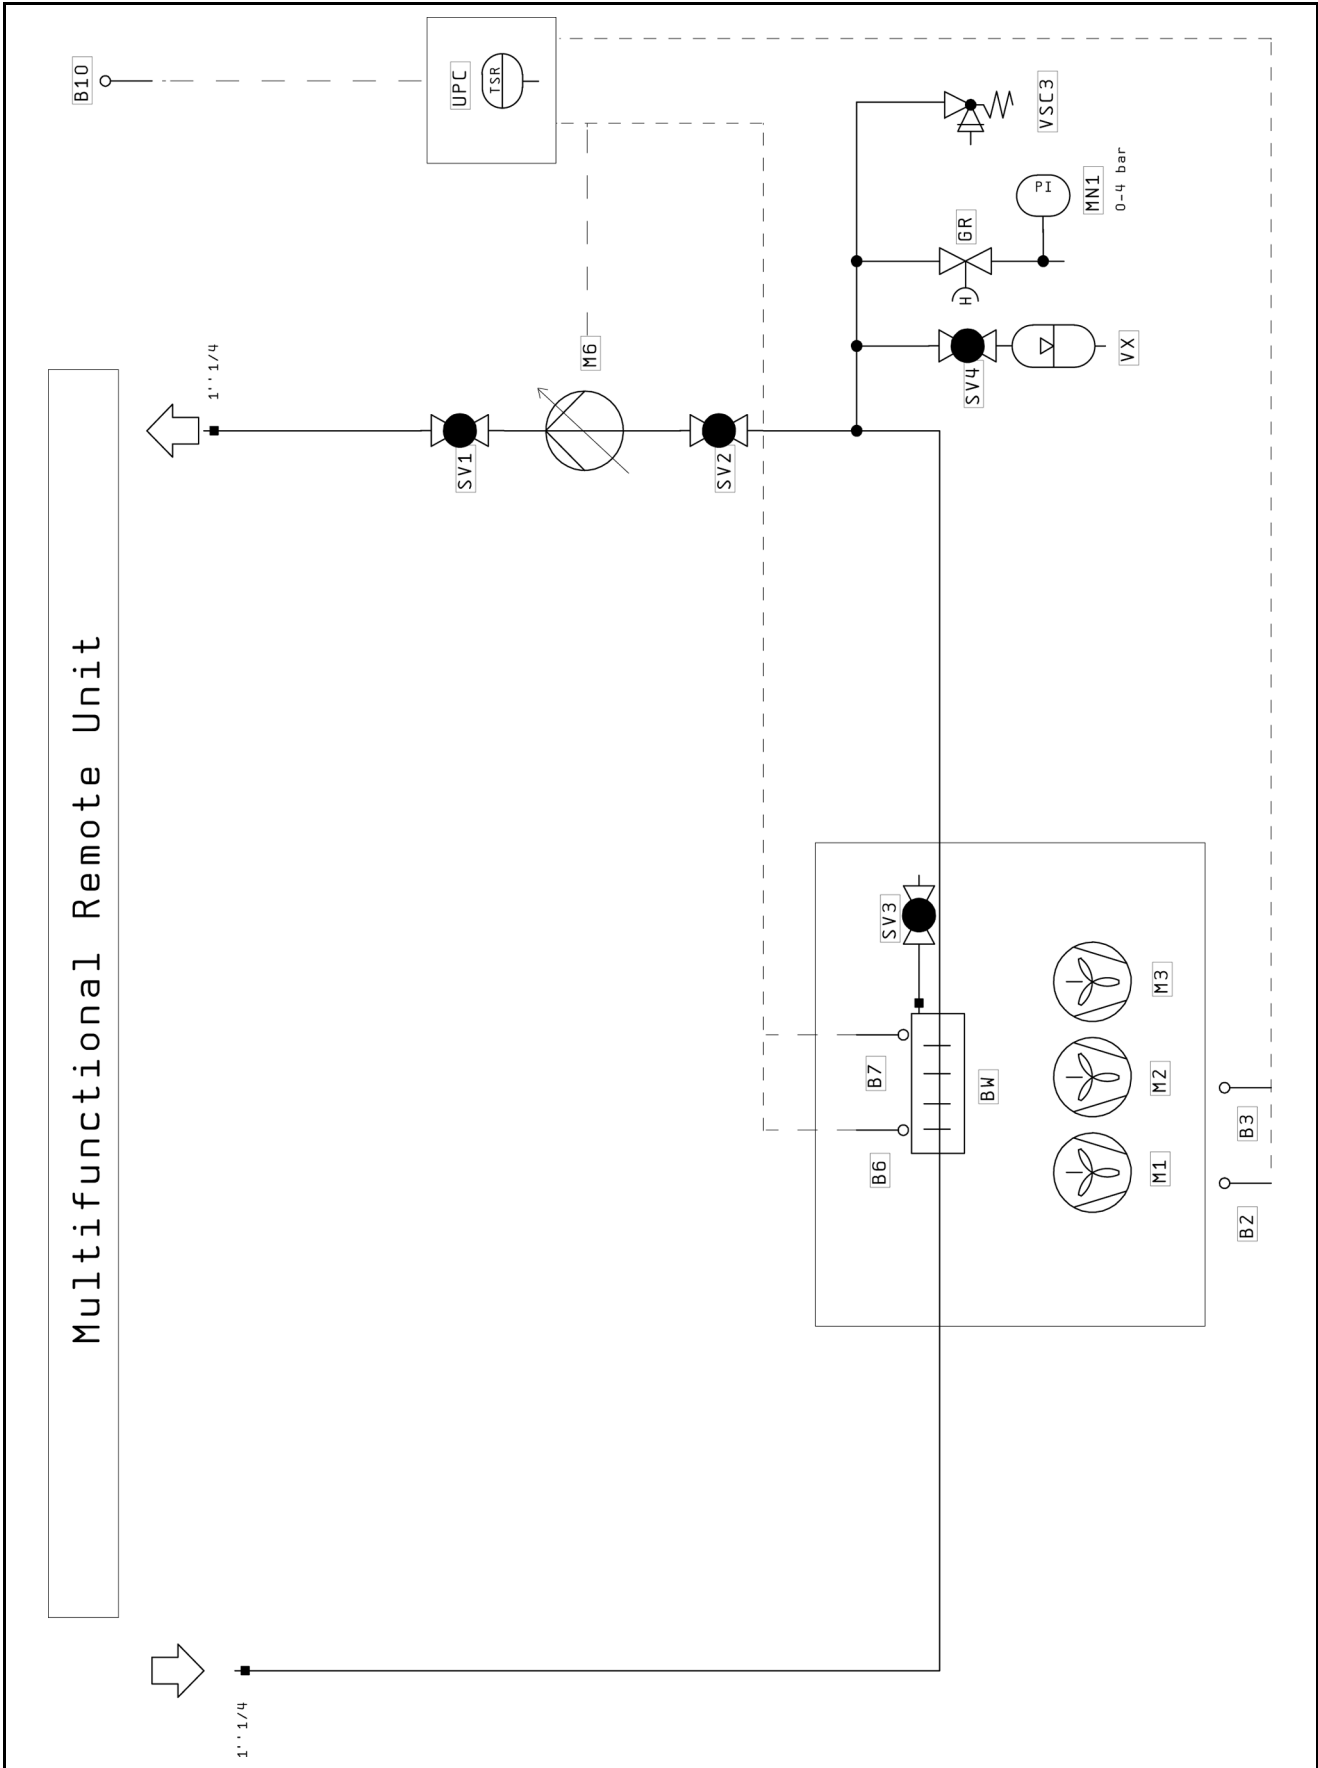 Multifunctional Remote Unit
B10
1''1/4
1''1/4
SV1
UPC
TSR
M6
SV2
B6
B7
SV3
BW
SV4
H
GR
PI
VSC3
MN1
0-4 bar
VX
M1
M2
M3
B2
B3